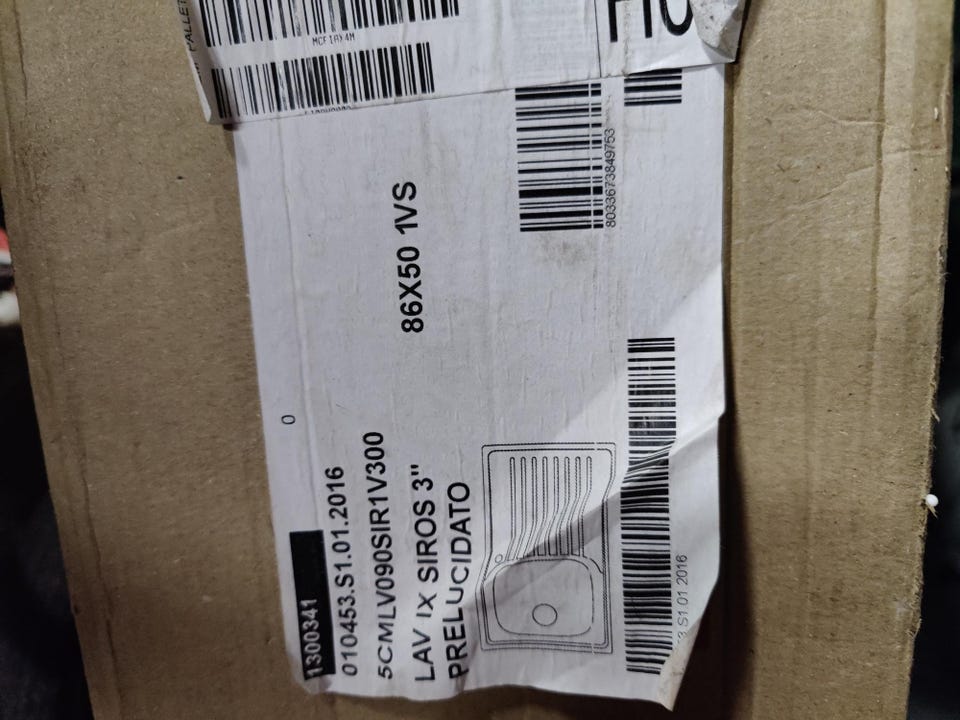 PALLET
MCF1AX4M
0
1300341
010453.S1.01.2016
5CMLV090SIR1V300
LAV IX SIROS 3" 86X50 1VS
PRELUCIDATO
8033673849753
S1.01.2016